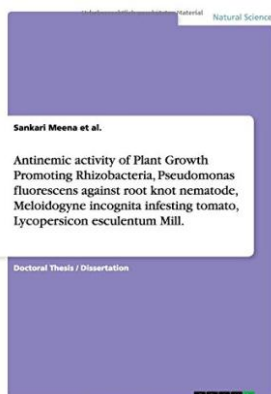 Natural Science
Sankari Meena et al.
Antinemic activity of Plant Growth
Promoting Rhizobacteria, Pseudomonas
fluorescens against root knot nematode,
Meloidogyne incognita infesting tomato,
Lycopersicon esculentum Mill.
Doctoral Thesis / Dissertation